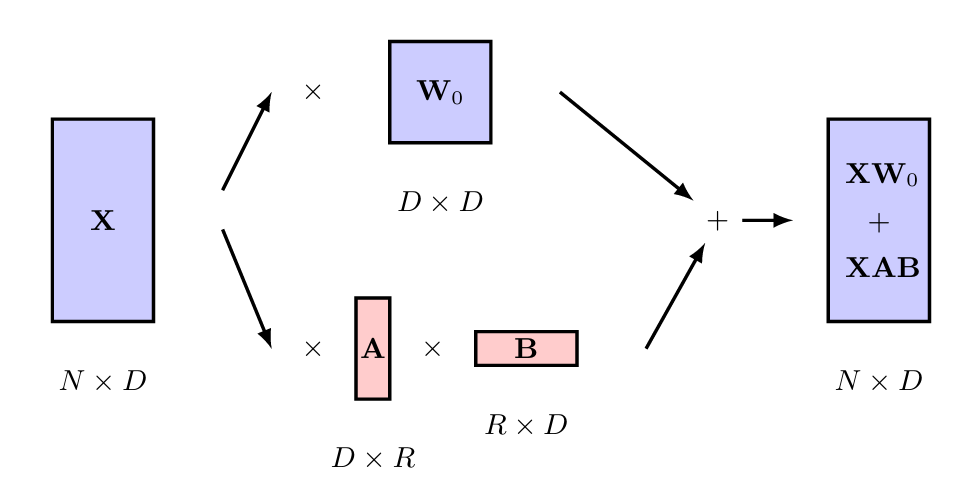 ×
𝐖₀
D × D
𝐗
N × D
+
𝐗𝐖₀
+
𝐗𝐀𝐁
N × D
×
𝐀
×
𝐁
R × D
D × R